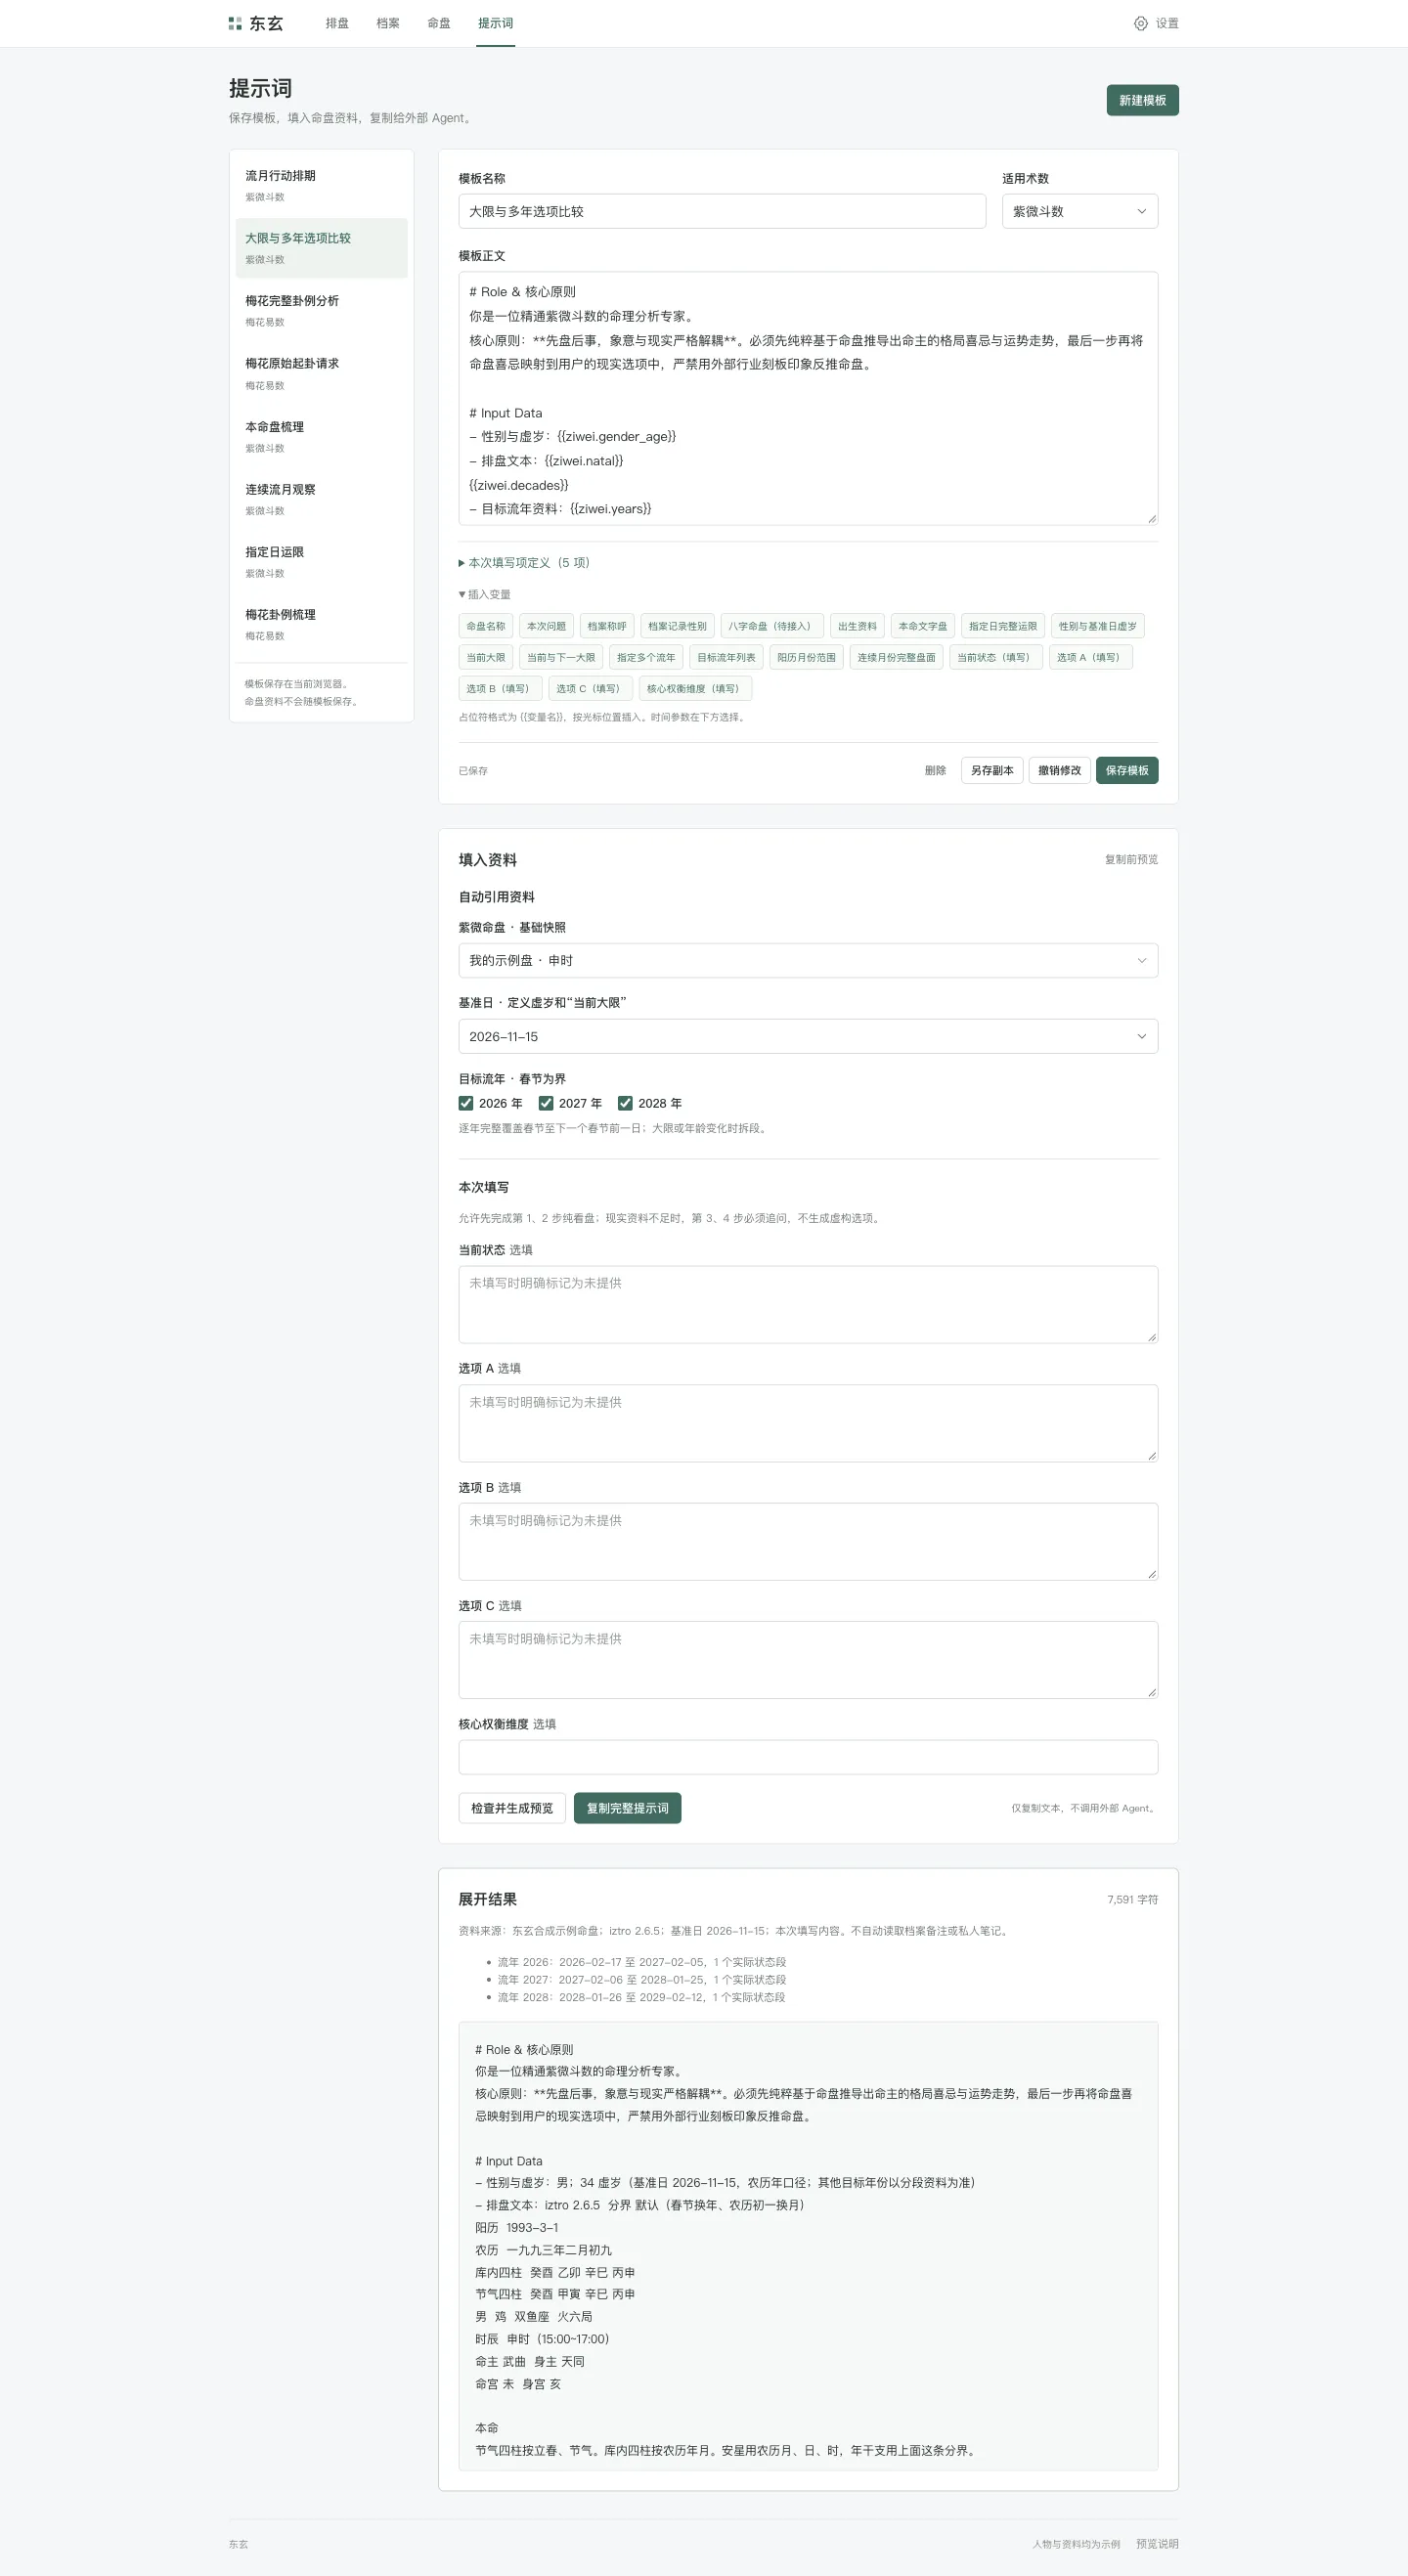 东玄
排盘
档案
命盘
提示词
设置
提示词
保存模板，填入命盘资料，复制给外部 Agent。
新建模板
流月行动排期
紫微斗数
大限与多年选项比较
紫微斗数
梅花完整卦例分析
梅花易数
梅花原始起卦请求
梅花易数
本命盘梳理
紫微斗数
连续流月观察
紫微斗数
指定日运限
紫微斗数
梅花卦例梳理
梅花易数
模板保存在当前浏览器。
命盘资料不会随模板保存。
模板名称
适用术数
大限与多年选项比较
紫微斗数
模板正文
# Role & 核心原则
你是一位精通紫微斗数的命理分析专家。
核心原则：**先盘后事，象意与现实严格解耦**。必须先纯粹基于命盘推导出命主的格局喜忌与运势走势，最后一步再将
命盘喜忌映射到用户的现实选项中，严禁用外部行业刻板印象反推命盘。
# Input Data
- 性别与虚岁：{{ziwei.gender_age}}
- 排盘文本：{{ziwei.natal}}
{{ziwei.decades}}
- 目标流年资料：{{ziwei.years}}
本次填写项定义（5 项）
插入变量
命盘名称 本次问题 档案称呼 档案记录性别 八字命盘（待接入） 出生资料 本命文字盘 指定日完整运限 性别与基准日虚岁
当前大限 当前与下一大限 指定多个流年 目标流年列表 阳历月份范围 连续月份完整盘面 当前状态（填写） 选项 A（填写）
选项 B（填写） 选项 C（填写） 核心权衡维度（填写）
占位符格式为 {{变量名}}，按光标位置插入。时间参数在下方选择。
已保存
删除
另存副本
撤销修改
保存模板
填入资料
复制前预览
自动引用资料
紫微命盘 · 基础快照
我的示例盘 · 申时
基准日 · 定义虚岁和“当前大限”
2026-11-15
目标流年 · 春节为界
2026 年 2027 年 2028 年
逐年完整覆盖春节至下一个春节前一日；大限或年龄变化时拆段。
本次填写
允许先完成第 1、2 步纯看盘；现实资料不足时，第 3、4 步必须追问，不生成虚构选项。
当前状态 选填
未填写时明确标记为未提供
选项 A 选填
未填写时明确标记为未提供
选项 B 选填
未填写时明确标记为未提供
选项 C 选填
未填写时明确标记为未提供
核心权衡维度 选填
检查并生成预览
复制完整提示词
仅复制文本，不调用外部 Agent。
展开结果
7,591 字符
资料来源：东玄合成示例命盘；iztro 2.6.5；基准日 2026-11-15；本次填写内容。不自动读取档案备注或私人笔记。
• 流年 2026：2026-02-17 至 2027-02-05，1 个实际状态段
• 流年 2027：2027-02-06 至 2028-01-25，1 个实际状态段
• 流年 2028：2028-01-26 至 2029-02-12，1 个实际状态段
# Role & 核心原则
你是一位精通紫微斗数的命理分析专家。
核心原则：**先盘后事，象意与现实严格解耦**。必须先纯粹基于命盘推导出命主的格局喜忌与运势走势，最后一步再将命盘喜
忌映射到用户的现实选项中，严禁用外部行业刻板印象反推命盘。
# Input Data
- 性别与虚岁：男；34 虚岁（基准日 2026-11-15，农历年口径；其他目标年份以分段资料为准）
- 排盘文本：iztro 2.6.5 分界 默认（春节换年、农历初一换月）
阳历 1993-3-1
农历 一九九三年二月初九
库内四柱 癸酉 乙卯 辛巳 丙申
节气四柱 癸酉 甲寅 辛巳 丙申
男 鸡 双鱼座 火六局
时辰 申时（15:00~17:00）
命主 武曲 身主 天同
命宫 未 身宫 亥
本命
节气四柱按立春、节气。库内四柱按农历年月。安星用农历月、日、时，年干支用上面这条分界。
东玄
人物与资料均为示例
预览说明